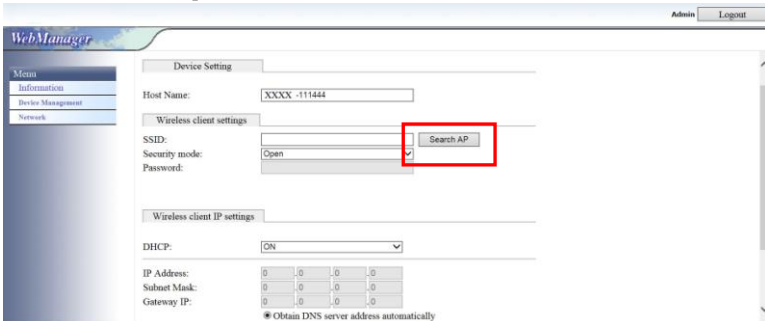 Admin Logout
WebManager
Menu
Information
Device Management
Network
Device Setting
Host Name: XXXX -111444
Wireless client settings
SSID: Search AP
Security mode: Open
Password:
Wireless client IP settings
DHCP: ON
IP Address: 0 .0 .0 .0
Subnet Mask: 0 .0 .0 .0
Gateway IP: 0 .0 .0 .0
Obtain DNS server address automatically